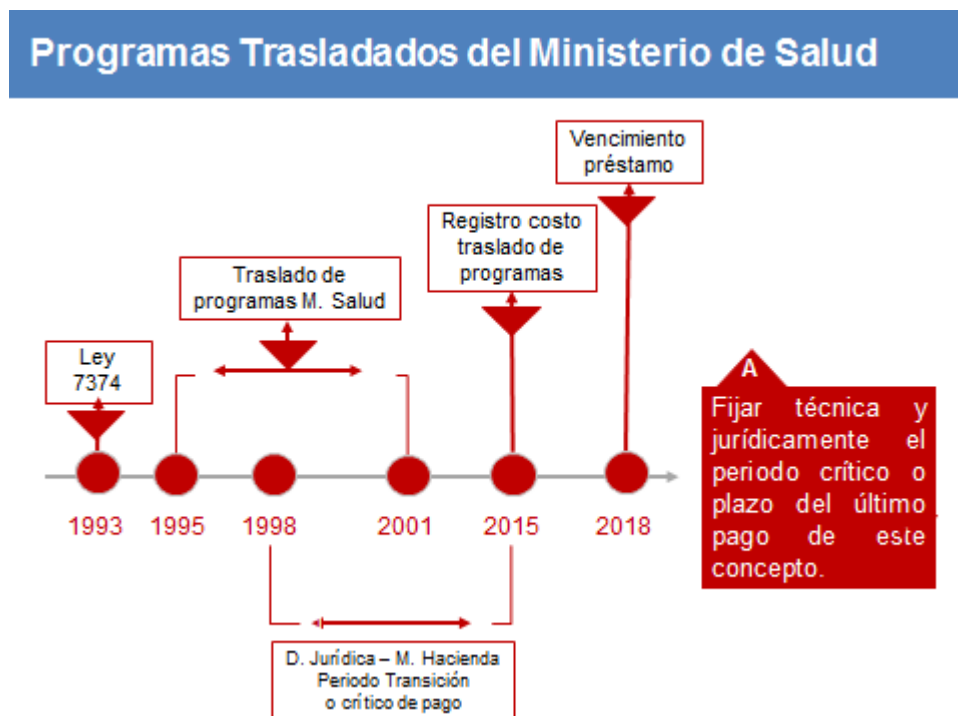 Programas Trasladados del Ministerio de Salud
Vencimiento
préstamo
Registro costo
traslado de
programas
Traslado de
programas M. Salud
Ley
7374
A
Fijar técnica y
jurídicamente el
periodo crítico o
plazo del último
pago de este
concepto.
1993 1995 1998 2001 2015 2018
D. Jurídica – M. Hacienda
Periodo Transición
o crítico de pago